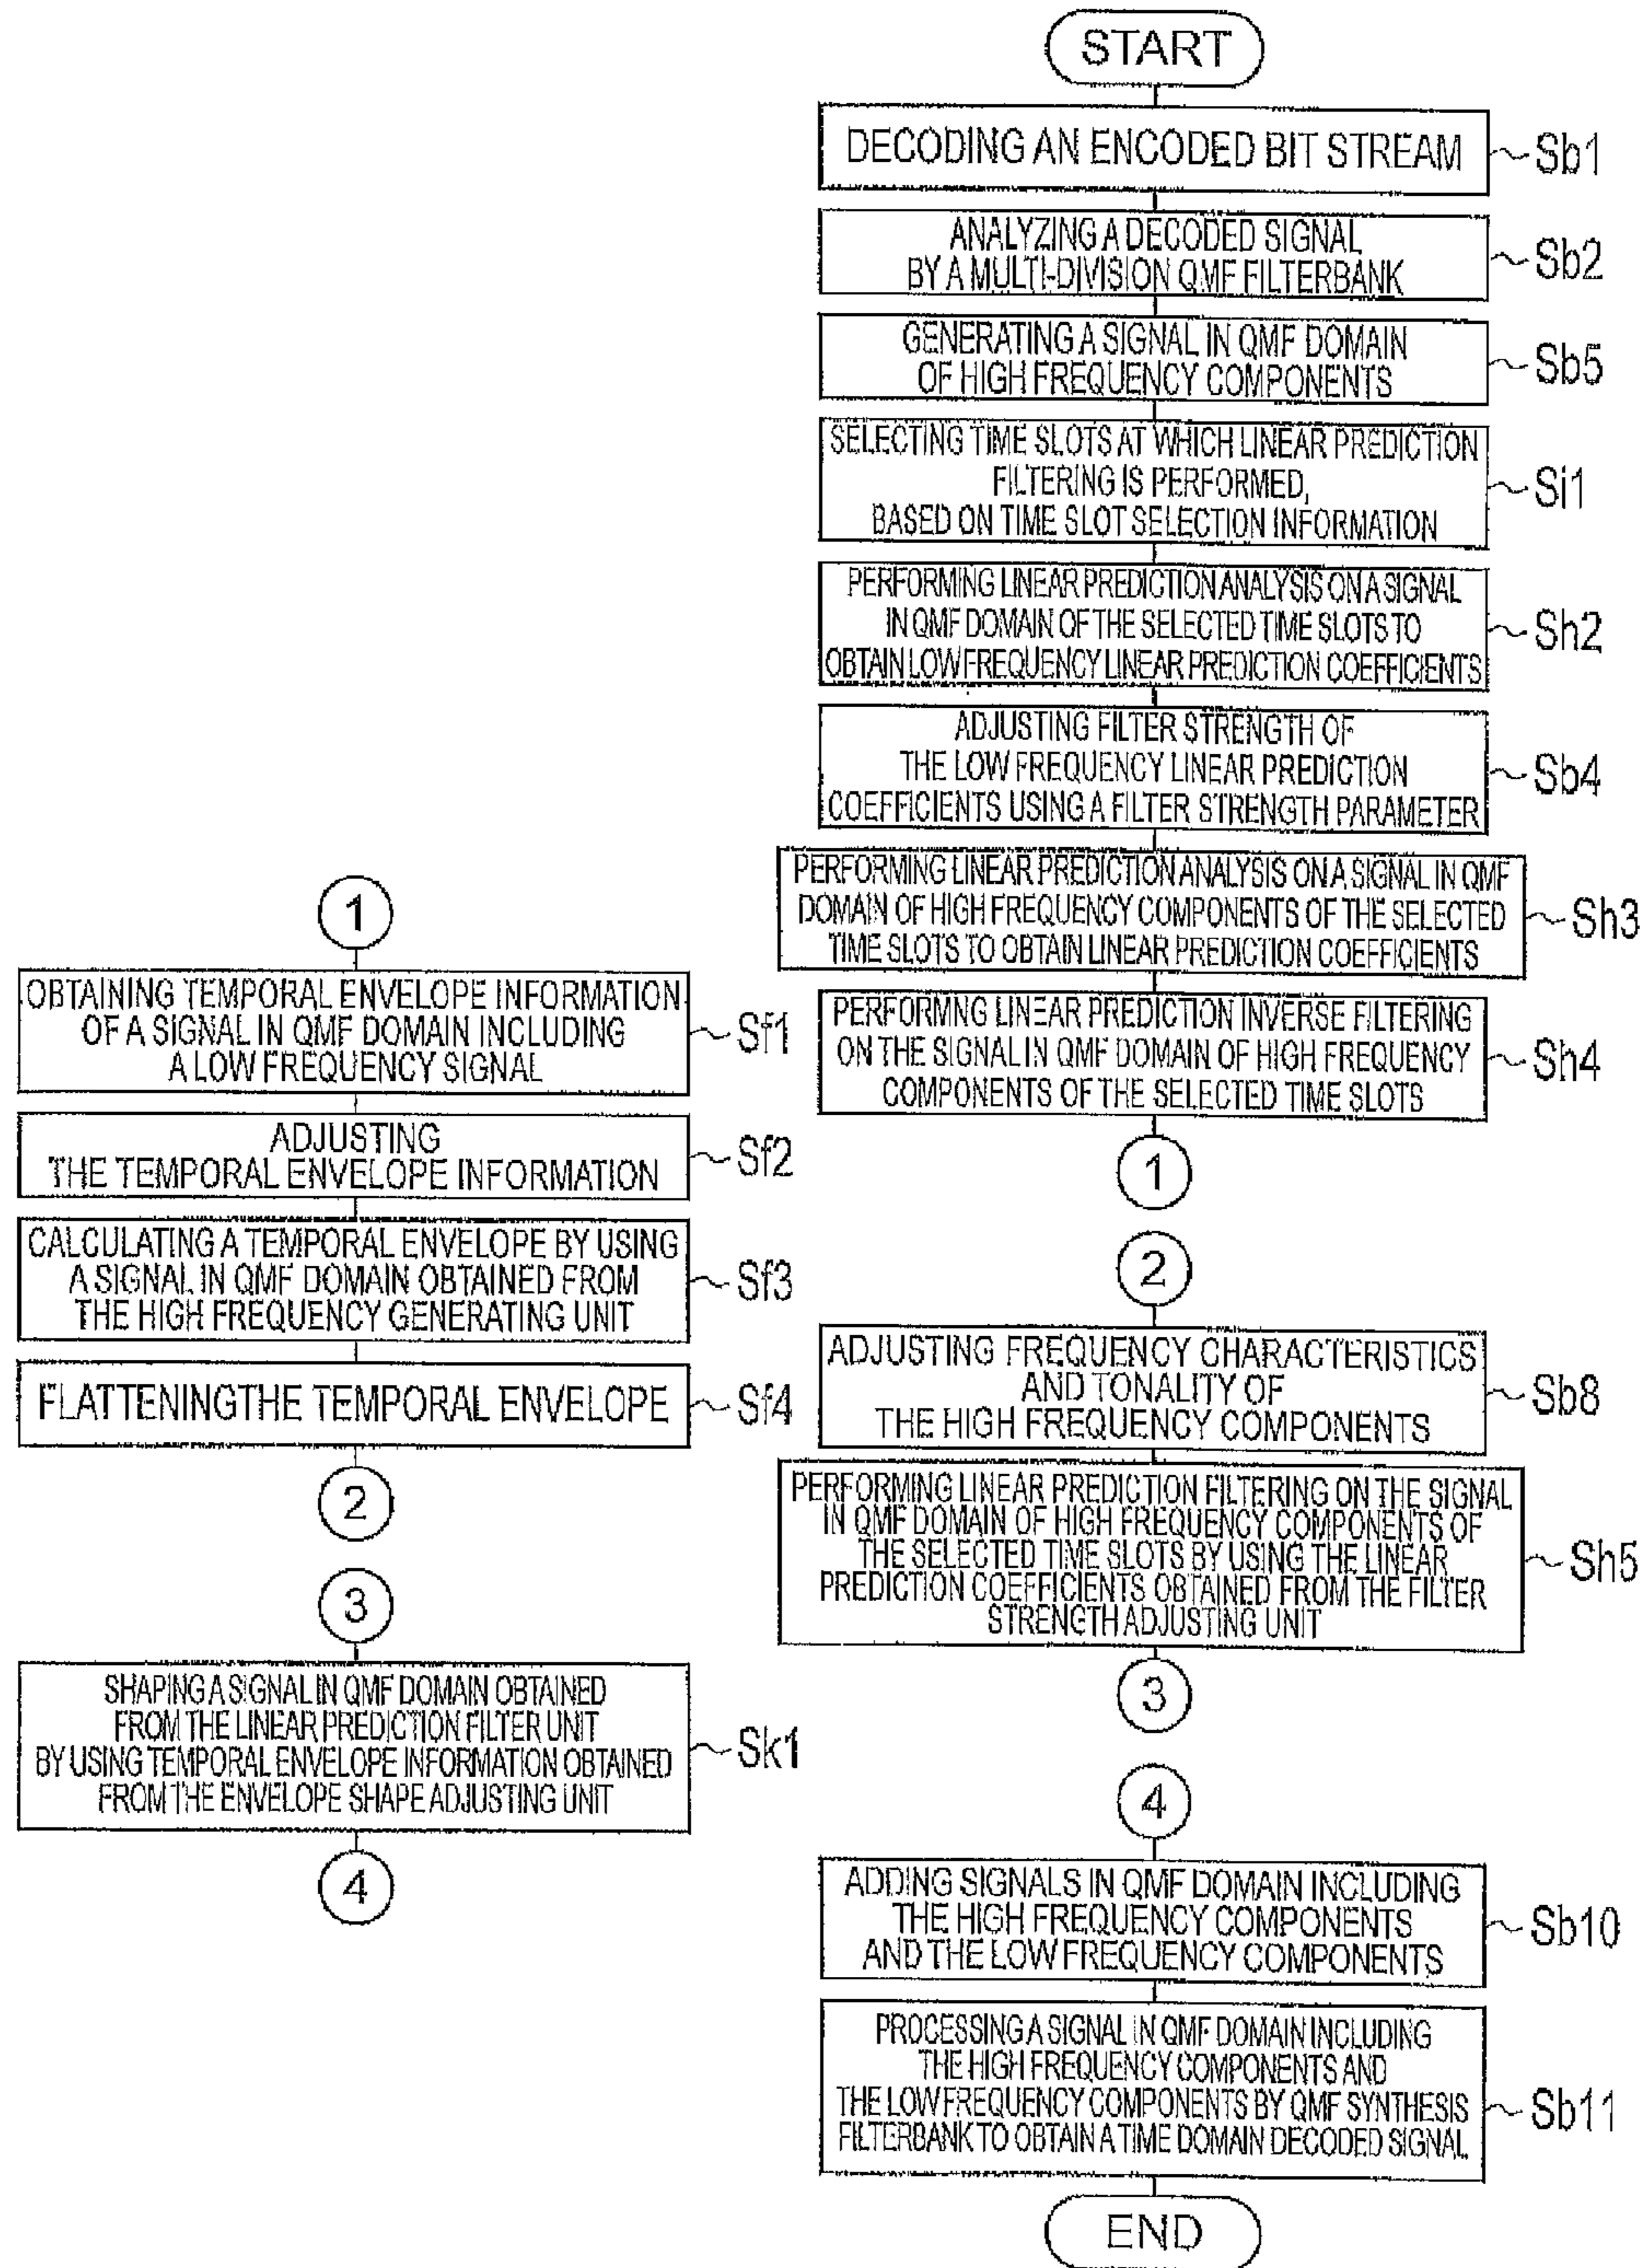 START
DECODING AN ENCODED BIT STREAM
Sb1
ANALYZING A DECODED SIGNAL
BY A MULTI-DIVISION QMF FILTERBANK
Sb2
GENERATING A SIGNAL IN QMF DOMAIN
OF HIGH FREQUENCY COMPONENTS
Sb5
SELECTING TIME SLOTS AT WHICH LINEAR PREDICTION
FILTERING IS PERFORMED,
BASED ON TIME SLOT SELECTION INFORMATION
Si1
PERFORMING LINEAR PREDICTION ANALYSIS ON A SIGNAL
IN QMF DOMAIN OF THE SELECTED TIME SLOTS TO
OBTAIN LOW FREQUENCY LINEAR PREDICTION COEFFICIENTS
Sh2
ADJUSTING FILTER STRENGTH OF
THE LOW FREQUENCY LINEAR PREDICTION
COEFFICIENTS USING A FILTER STRENGTH PARAMETER
Sb4
PERFORMING LINEAR PREDICTION ANALYSIS ON A SIGNAL IN QMF
DOMAIN OF HIGH FREQUENCY COMPONENTS OF THE SELECTED
TIME SLOTS TO OBTAIN LINEAR PREDICTION COEFFICIENTS
Sh3
PERFORMNG LINEAR PREDICTION INVERSE FILTERING
ON THE SIGNAL IN QMF DOMAIN OF HIGH FREQUENCY
COMPONENTS OF THE SELECTED TIME SLOTS
Sh4
1
1
OBTAINING TEMPORAL ENVELOPE INFORMATION
OF A SIGNAL IN QMF DOMAIN INCLUDING
A LOW FREQUENCY SIGNAL
Sf1
ADJUSTING
THE TEMPORAL ENVELOPE INFORMATION
Sf2
CALCULATING A TEMPORAL ENVELOPE BY USING
A SIGNAL IN QMF DOMAIN OBTAINED FROM
THE HIGH FREQUENCY GENERATING UNIT
Sf3
FLATTENINGTHE TEMPORAL ENVELOPE
Sf4
2
2
ADJUSTING FREQUENCY CHARACTERISTICS
AND TONALITY OF
THE HIGH FREQUENCY COMPONENTS
Sb8
PERFORMING LINEAR PREDICTION FILTERING ON THE SIGNAL
IN QMF DOMAIN OF HIGH FREQUENCY COMPONENTS OF
THE SELECTED TIME SLOTS BY USING THE LINEAR
PREDICTION COEFFICIENTS OBTAINED FROM THE FILTER
STRENGTH ADJUSTING UNIT
Sh5
3
3
SHAPING A SIGNAL IN QMF DOMAIN OBTAINED
FROM THE LINEAR PREDICTION FILTER UNIT
BY USING TEMPORAL ENVELOPE INFORMATION OBTAINED
FROM THE ENVELOPE SHAPE ADJUSTING UNIT
Sk1
4
4
ADDING SIGNALS IN QMF DOMAIN INCLUDING
THE HIGH FREQUENCY COMPONENTS
AND THE LOW FREQUENCY COMPONENTS
Sb10
PROCESSING A SIGNAL IN QMF DOMAIN INCLUDING
THE HIGH FREQUENCY COMPONENTS AND
THE LOW FREQUENCY COMPONENTS BY QMF SYNTHESIS
FILTERBANK TO OBTAIN A TIME DOMAIN DECODED SIGNAL
Sb11
END